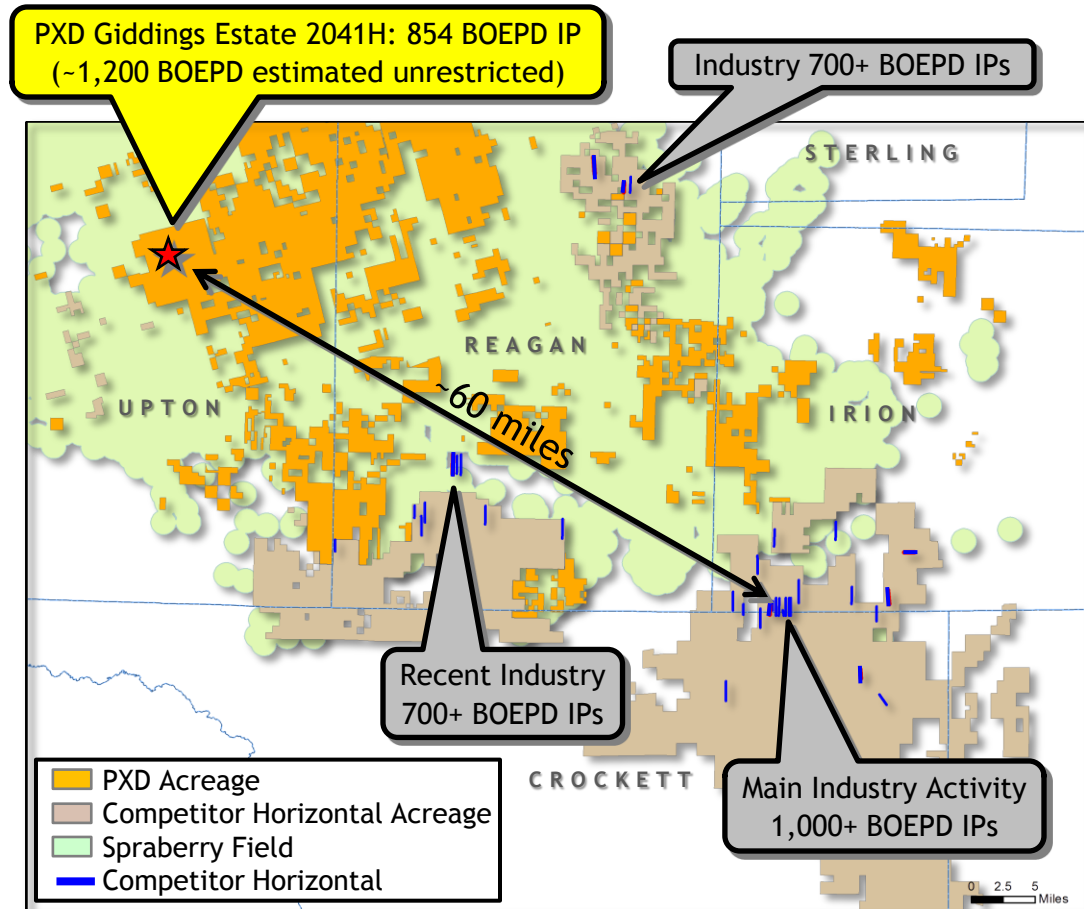 PXD Giddings Estate 2041H: 854 BOEPD IP
(~1,200 BOEPD estimated unrestricted)
Industry 700+ BOEPD IPs
STERLING
REAGAN
UPTON
IRION
~60 miles
Recent Industry
700+ BOEPD IPs
CROCKETT
Main Industry Activity
1,000+ BOEPD IPs
PXD Acreage
Competitor Horizontal Acreage
Spraberry Field
Competitor Horizontal
0 2.5 5
Miles